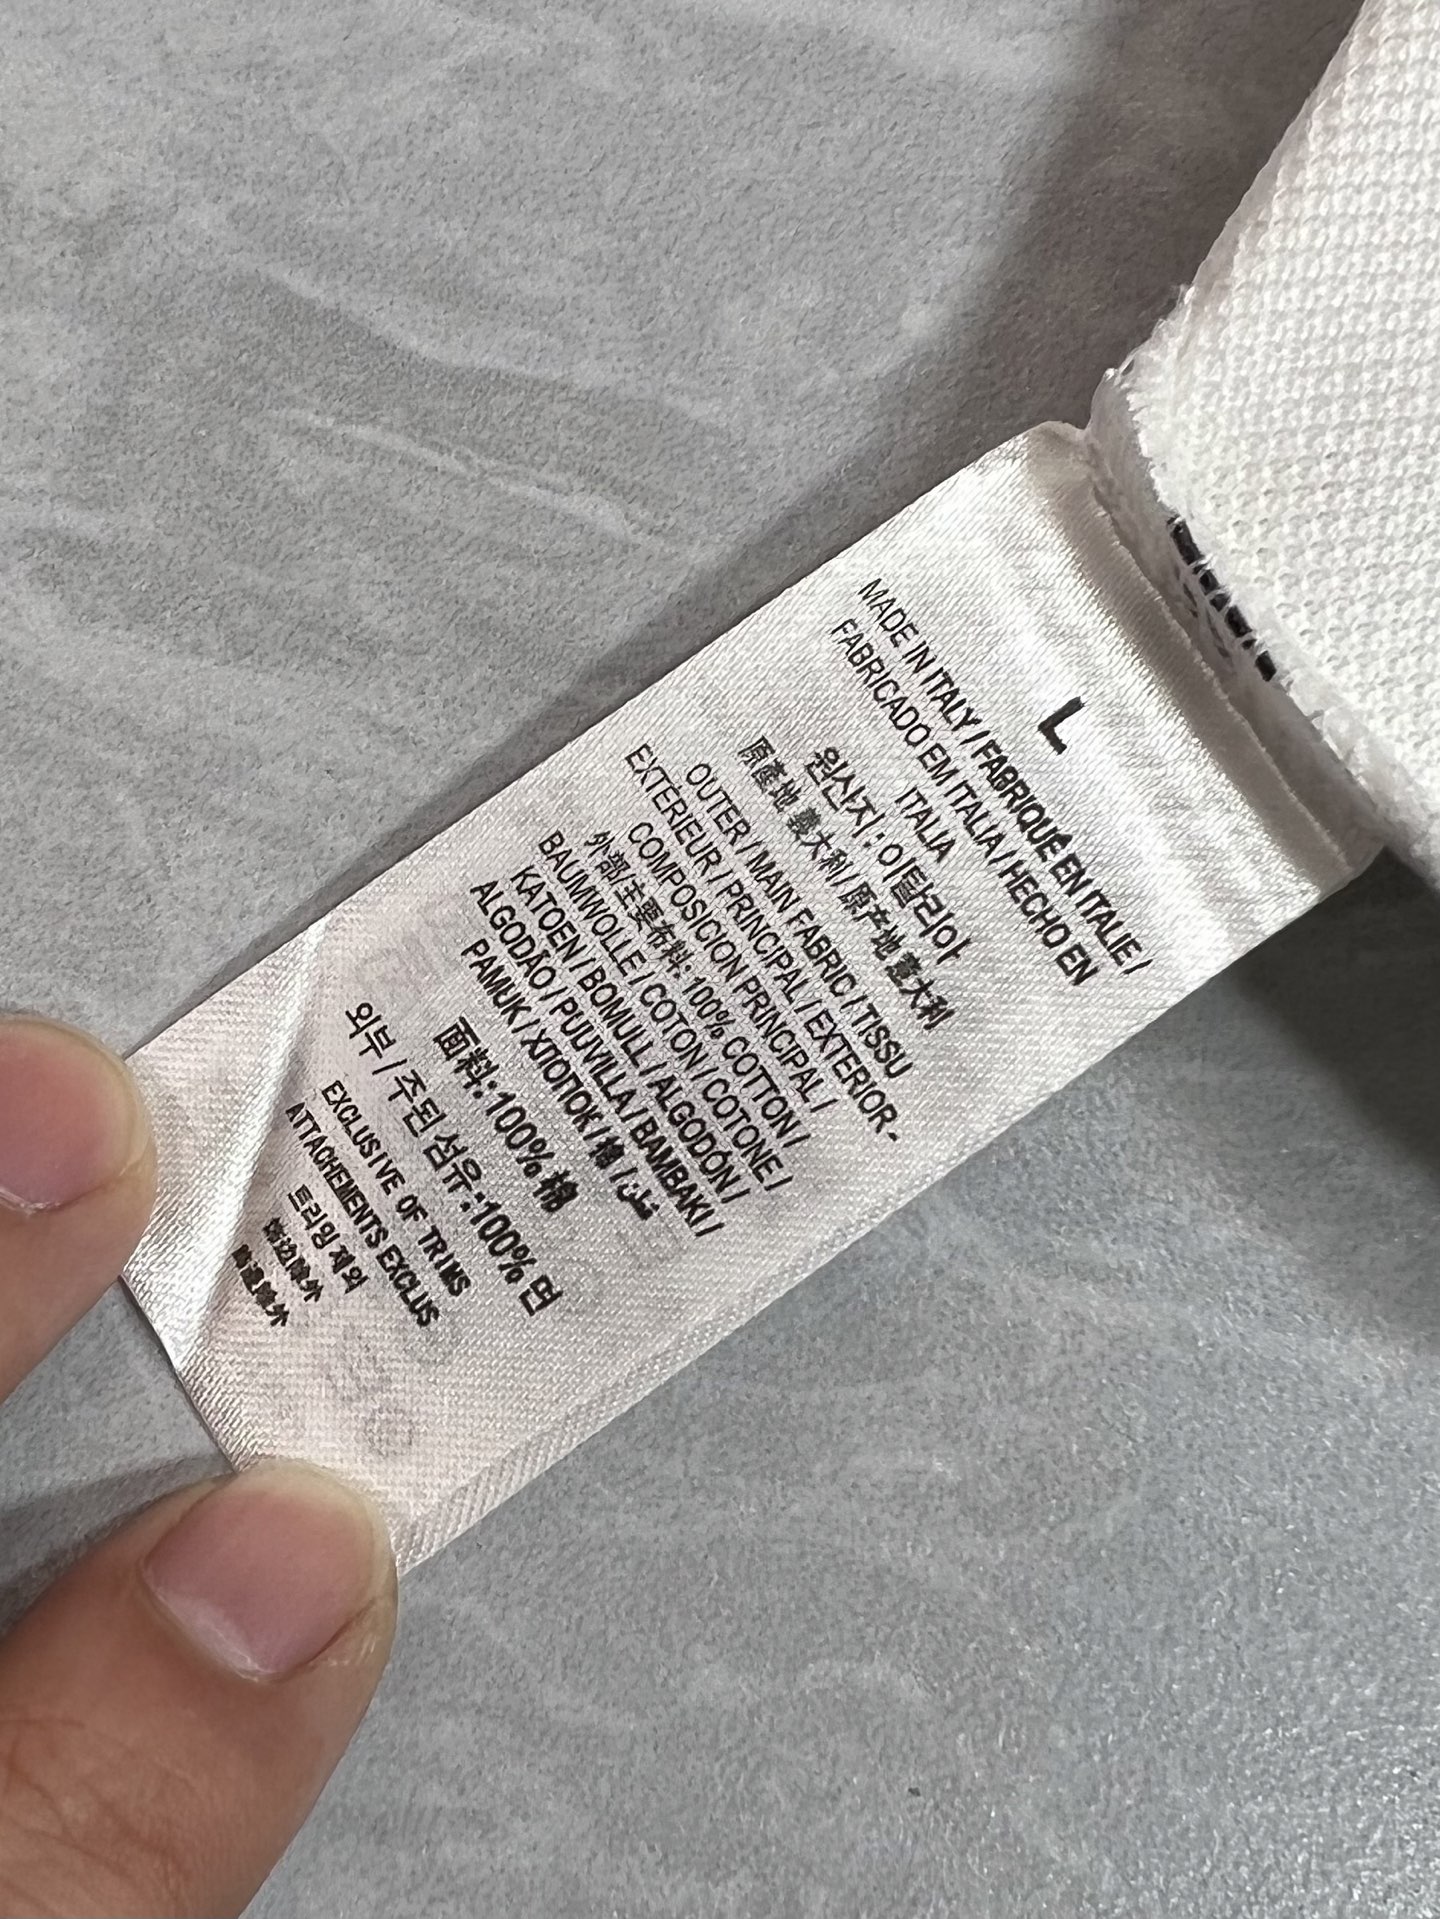 L
MADE IN ITALY / FABRIQUÉ EN ITALIE /
FABRICADO EM ITALIA / HECHO EN
ITALIA
원산지 : 이탈리아
原產地 義大利 / 原产地 意大利
OUTER / MAIN FABRIC / TISSU
EXTÉRIEUR / PRINCIPAL / EXTERIOR -
COMPOSICION PRINCIPAL /
外部/主要布料: 100% COTTON /
BAUMWOLLE / COTON / COTONE /
KATOEN / BOMULL / ALGODÓN /
ALGODÃO / PUUVILLA / BAMBAKI /
PAMUK / ХЛОПОК / 棉 / قطن
面料: 100% 棉
외부 / 주된 섬유 :100% 면
EXCLUSIVE OF TRIMS
ATTACHEMENTS EXCLUS
트리밍 제외